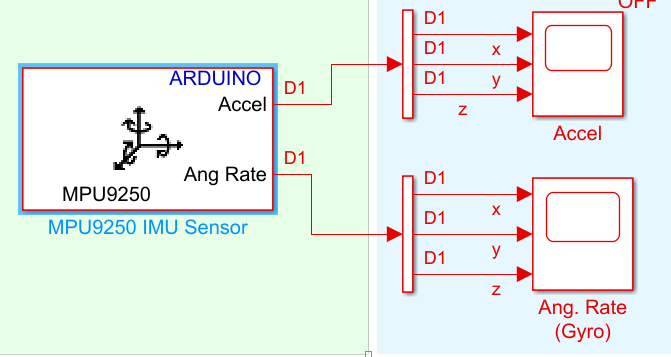 OFF
ARDUINO
D1
Accel
D1
Ang Rate
MPU9250
MPU9250 IMU Sensor
D1
D1
x
D1
y
z
Accel
D1
D1
x
D1
y
z
Ang. Rate
(Gyro)